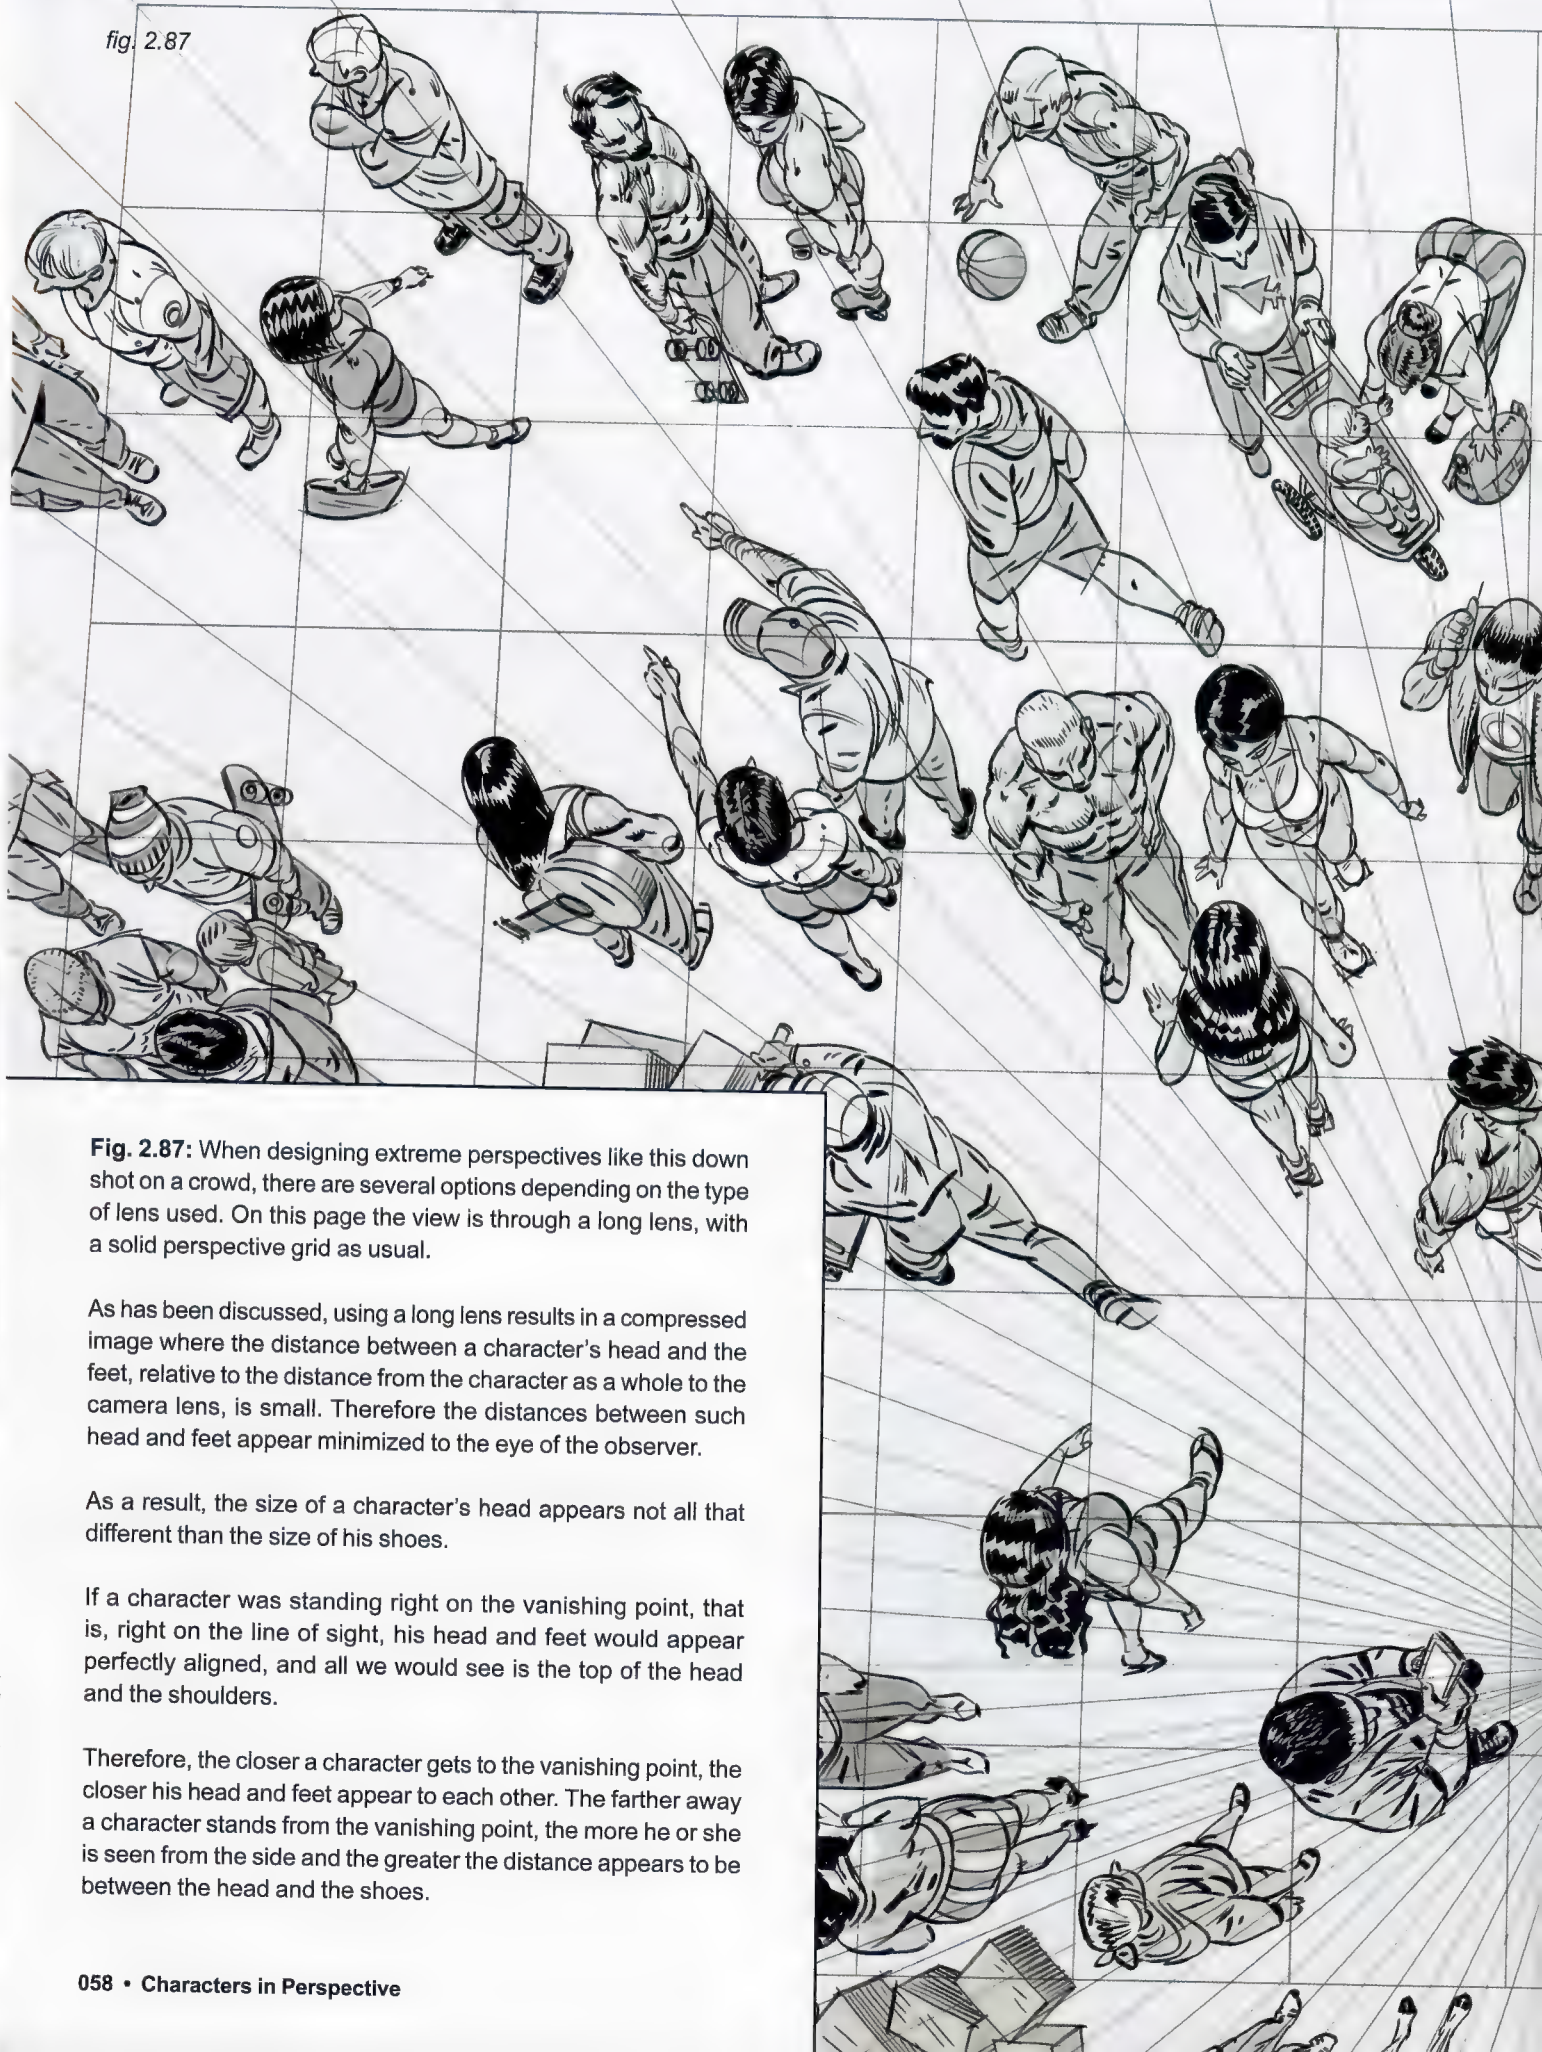 fig. 2.87
Fig. 2.87: When designing extreme perspectives like this down
shot on a crowd, there are several options depending on the type
of lens used. On this page the view is through a long lens, with
a solid perspective grid as usual.
As has been discussed, using a long lens results in a compressed
image where the distance between a character's head and the
feet, relative to the distance from the character as a whole to the
camera lens, is small. Therefore the distances between such
head and feet appear minimized to the eye of the observer.
As a result, the size of a character's head appears not all that
different than the size of his shoes.
If a character was standing right on the vanishing point, that
is, right on the line of sight, his head and feet would appear
perfectly aligned, and all we would see is the top of the head
and the shoulders.
Therefore, the closer a character gets to the vanishing point, the
closer his head and feet appear to each other. The farther away
a character stands from the vanishing point, the more he or she
is seen from the side and the greater the distance appears to be
between the head and the shoes.
058 • Characters in Perspective